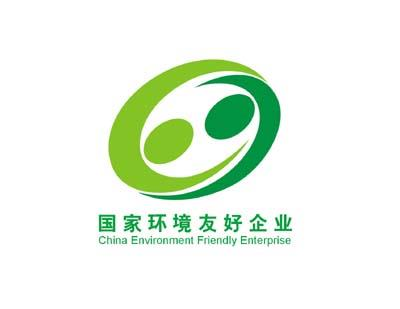 国家环境友好企业
China Environment Friendly Enterprise